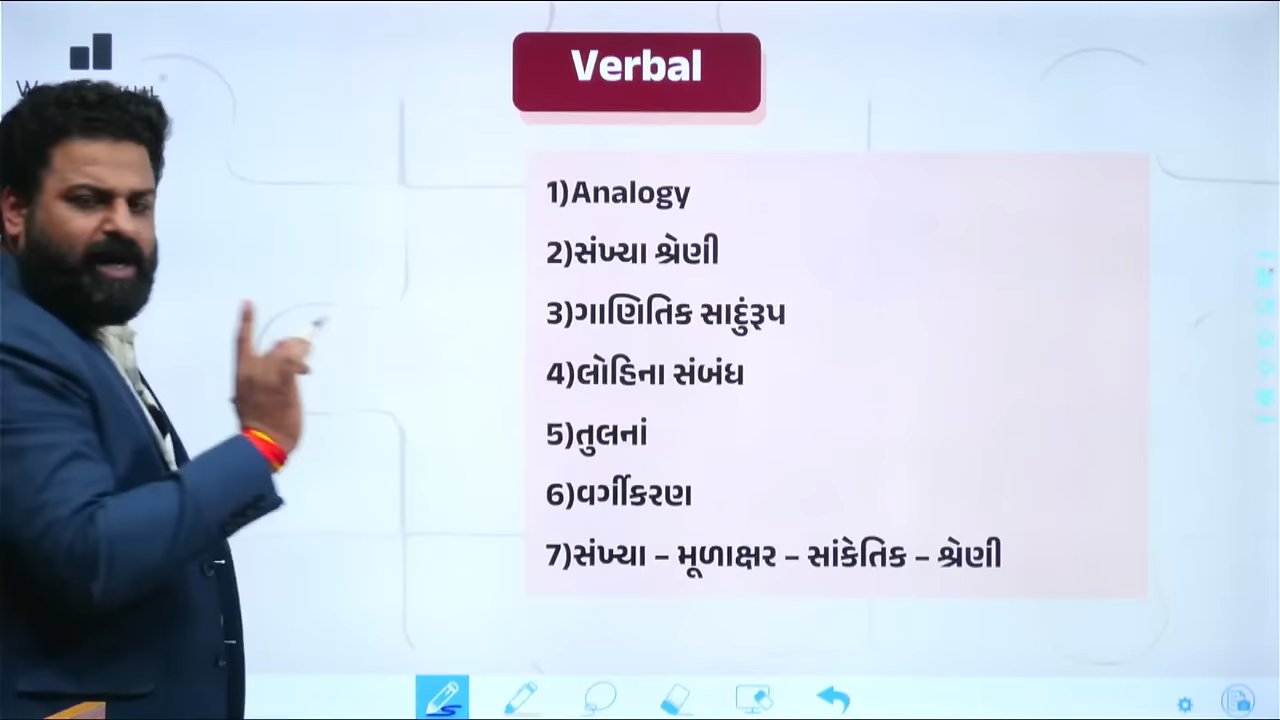 Verbal
1)Analogy
2)સંખ્યા શ્રેણી
3)ગાણિતિક સાદુંરૂપ
4)લોહિના સંબંધ
5)તુલનાં
6)વર્ગીકરણ
7)સંખ્યા – મૂળાક્ષર – સાંકેતિક – શ્રેણી